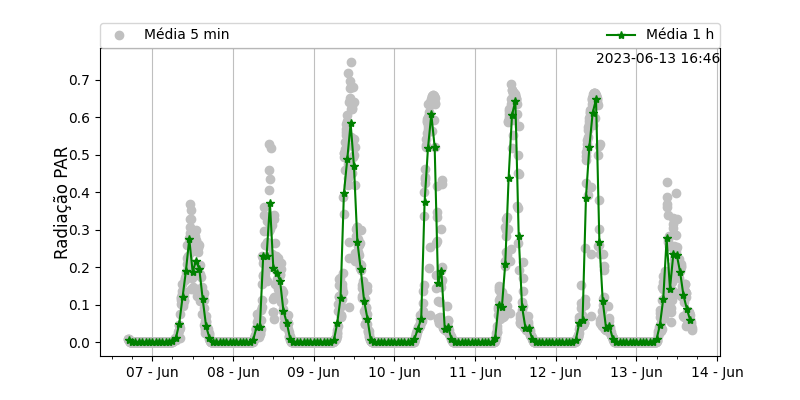 Média 5 min
Média 1 h
2023-06-13 16:46
Radiação PAR
0.7
0.6
0.5
0.4
0.3
0.2
0.1
0.0
07 - Jun
08 - Jun
09 - Jun
10 - Jun
11 - Jun
12 - Jun
13 - Jun
14 - Jun